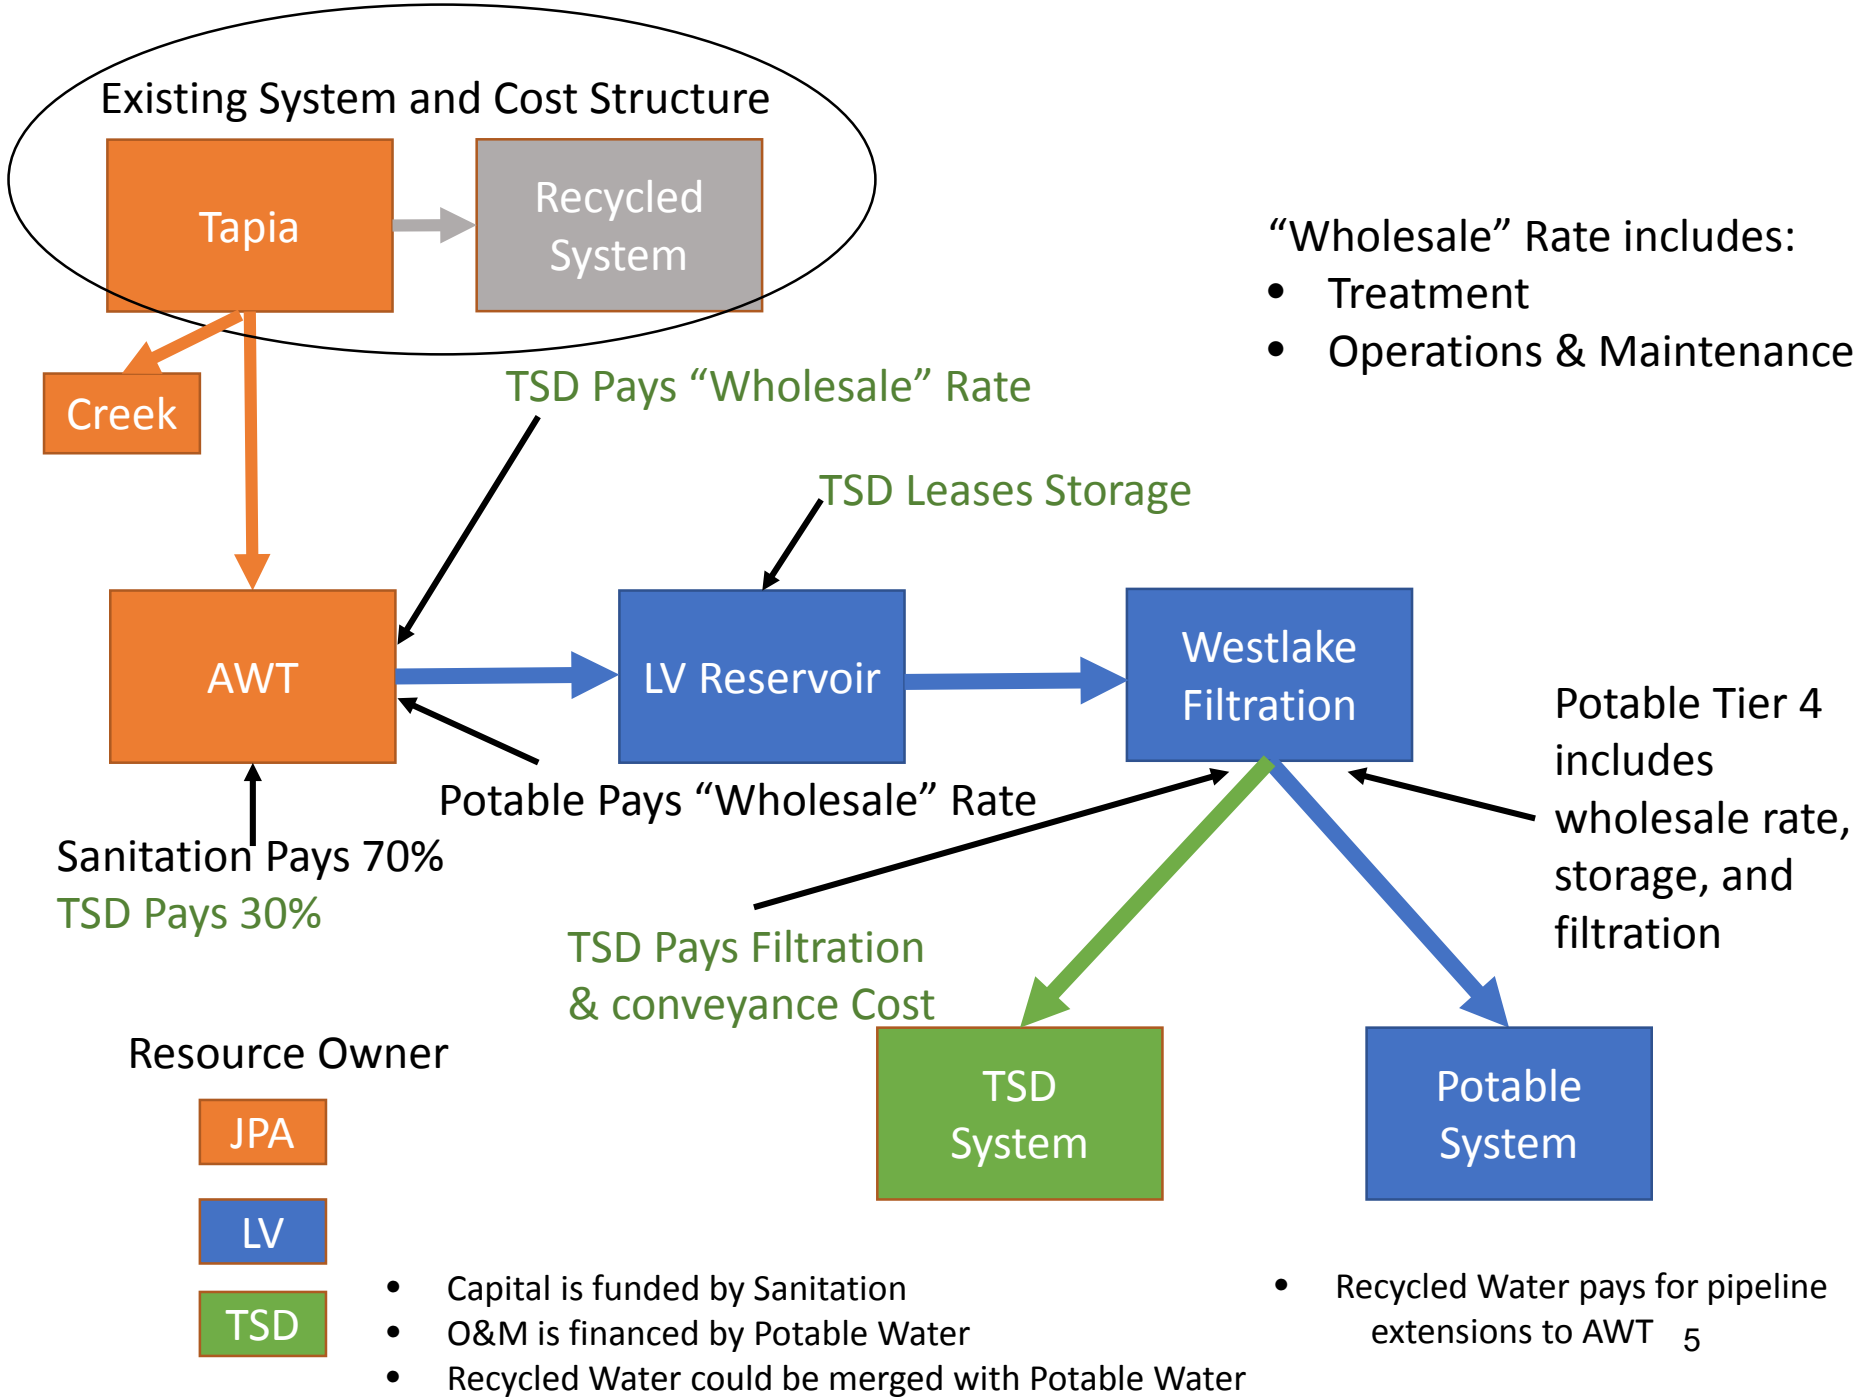 Existing System and Cost Structure
Tapia
Recycled
System
“Wholesale” Rate includes:
• Treatment
• Operations & Maintenance
Creek
TSD Pays “Wholesale” Rate
TSD Leases Storage
AWT
LV Reservoir
Westlake
Filtration
Potable Tier 4
includes
wholesale rate,
storage, and
filtration
Potable Pays “Wholesale” Rate
Sanitation Pays 70%
TSD Pays 30%
TSD Pays Filtration
& conveyance Cost
TSD
System
Potable
System
Resource Owner
JPA
LV
TSD
• Capital is funded by Sanitation
• O&M is financed by Potable Water
• Recycled Water could be merged with Potable Water
• Recycled Water pays for pipeline
extensions to AWT
5